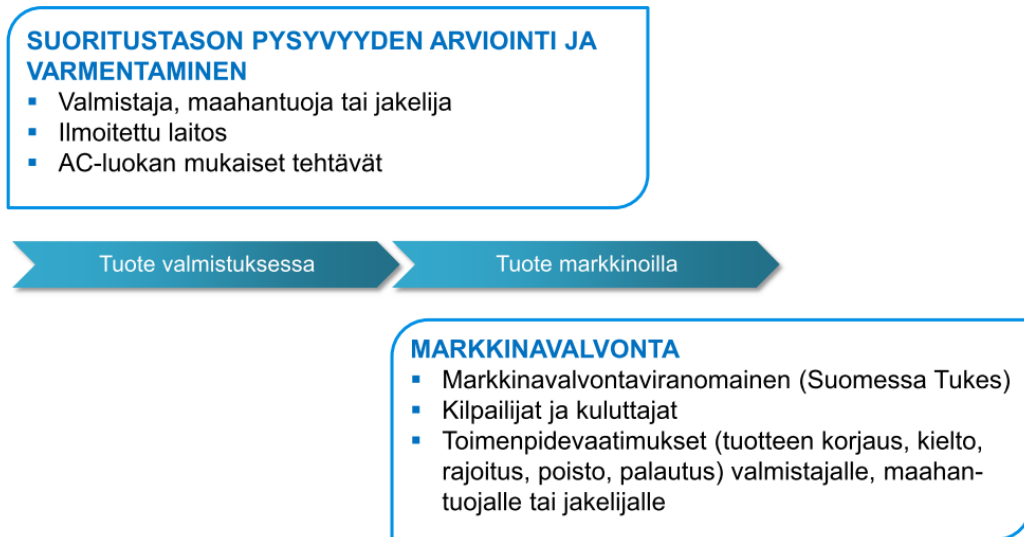 SUORITUSTASON PYSYVYYDEN ARVIOINTI JA
VARMENTAMINEN
▪ Valmistaja, maahantuoja tai jakelija
▪ Ilmoitettu laitos
▪ AC-luokan mukaiset tehtävät
Tuote valmistuksessa
Tuote markkinoilla
MARKKINAVALVONTA
▪ Markkinavalvontaviranomainen (Suomessa Tukes)
▪ Kilpailijat ja kuluttajat
▪ Toimenpidevaatimukset (tuotteen korjaus, kielto,
rajoitus, poisto, palautus) valmistajalle, maahan-
tuojalle tai jakelijalle